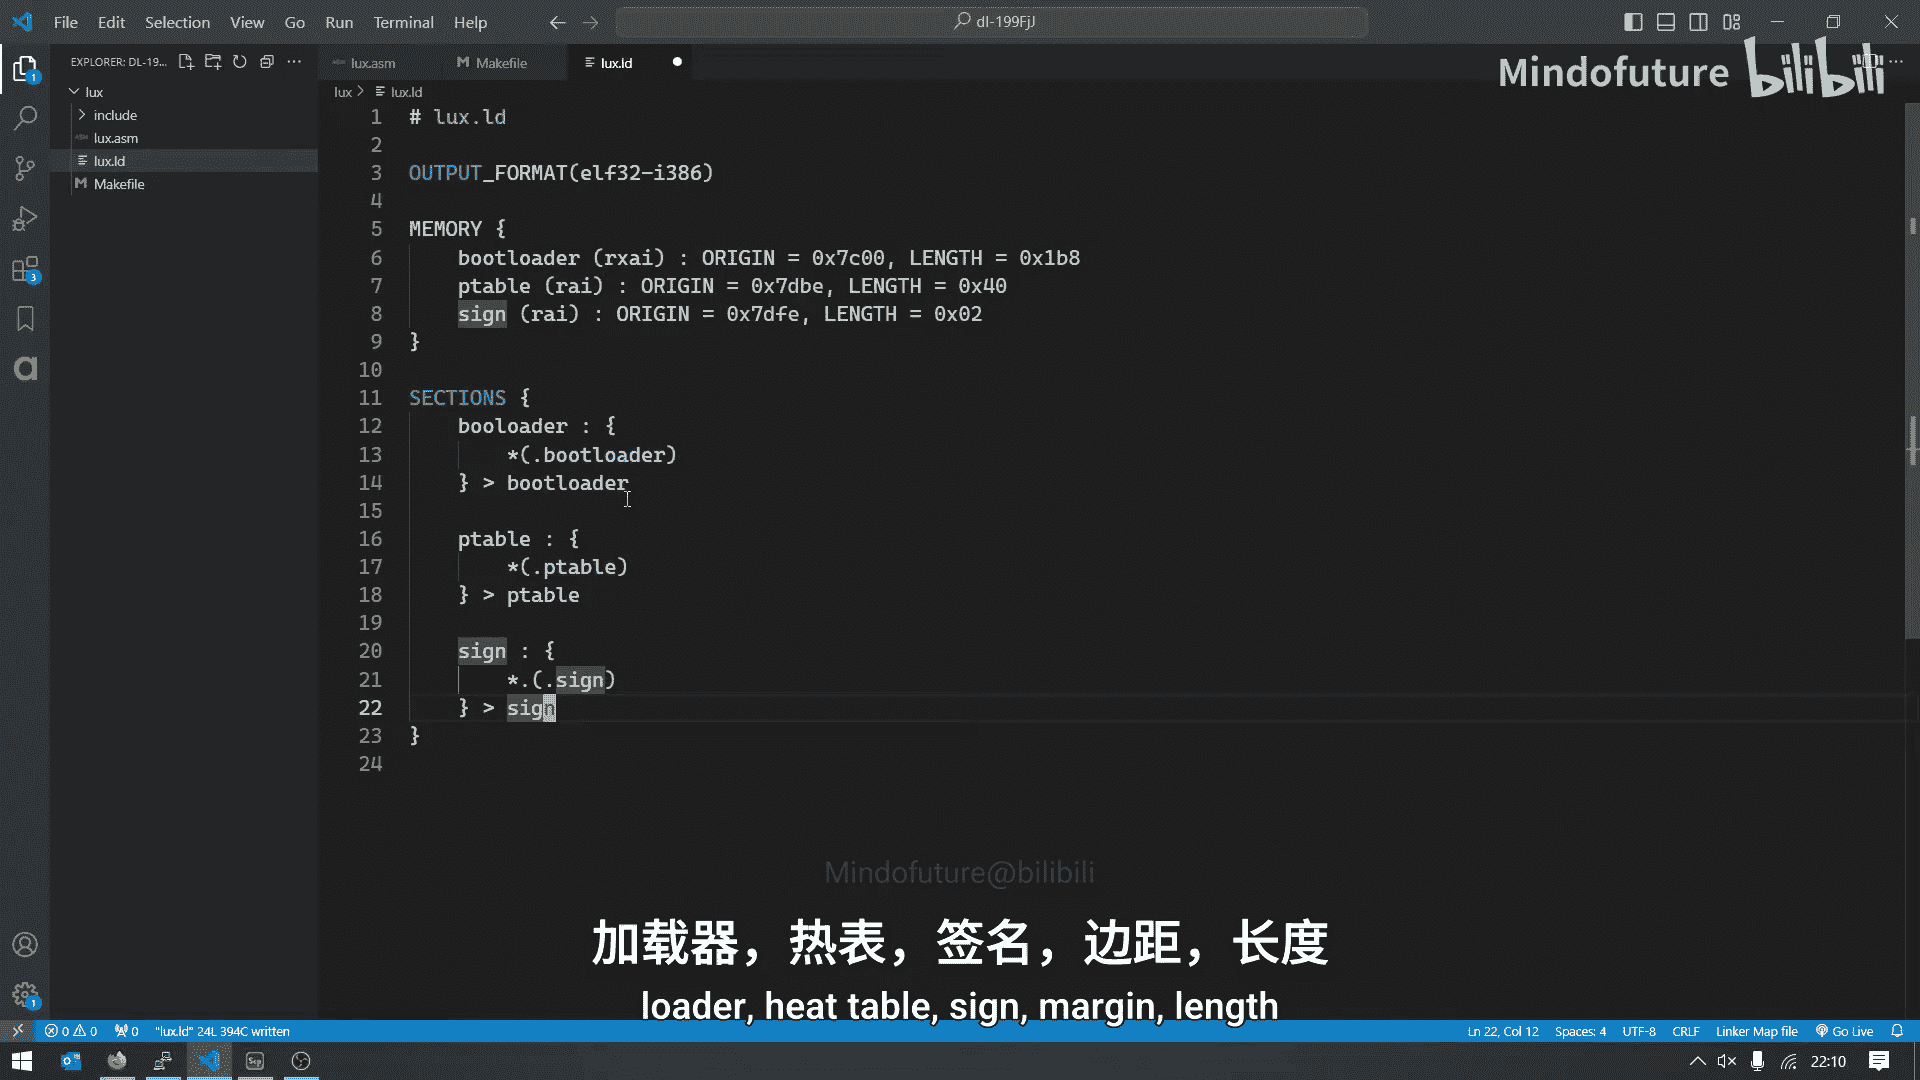 File Edit Selection View Go Run Terminal Help
dl-199FjJ
EXPLORER: DL-19...
lux.asm
Makefile
lux.ld
Mindofuture bilibili
lux
include
lux.asm
lux.ld
Makefile
lux > lux.ld
1 # lux.ld
2
3 OUTPUT_FORMAT(elf32-i386)
4
5 MEMORY {
6 bootloader (rxai) : ORIGIN = 0x7c00, LENGTH = 0x1b8
7 ptable (rai) : ORIGIN = 0x7dbe, LENGTH = 0x40
8 sign (rai) : ORIGIN = 0x7dfe, LENGTH = 0x02
9 }
10
11 SECTIONS {
12 booloader : {
13 *(.bootloader)
14 } > bootloader
15
16 ptable : {
17 *(.ptable)
18 } > ptable
19
20 sign : {
21 *.(.sign)
22 } > sign
23 }
24
Mindofuture@bilibili
加载器，热表，签名，边距，长度
loader, heat table, sign, margin, length
0 0 0 "lux.ld" 24L 394C written
Ln 22, Col 12 Spaces: 4 UTF-8 CRLF Linker Map file Go Live
22:10